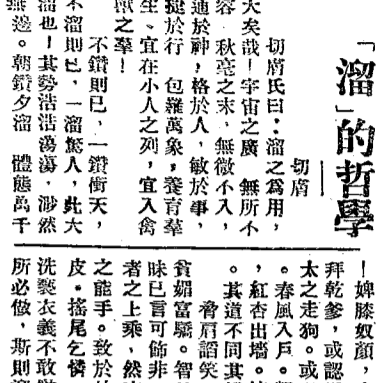 「溜」的哲學
切膚
切膚氏曰:溜之為用,
大矣哉!宇宙之廣 無所不
容,秋毫之末,無微不入,
通於神,格於人,敏於事,
捷於行 包羅萬象,養育羣
生、宜在小人之列,宜入禽
獸之羣!
不鑽則已,一鑽衝天,
不溜則已,一溜驚人,此大
溜也!其勢浩浩蕩蕩,渺然
無邊。朝鑽夕溜 體態萬千
!婢膝奴顏,
拜乾爹,或認
太之走狗。或
。春風入戶。
,紅杏出墻。
。其道不同其
脅肩諂笑
貧媚富驕。智
昧已言可飾非
者之上乘,然
之能手。致於
皮。搖尾乞憐
洗褻衣義不敢
所必做,斯則